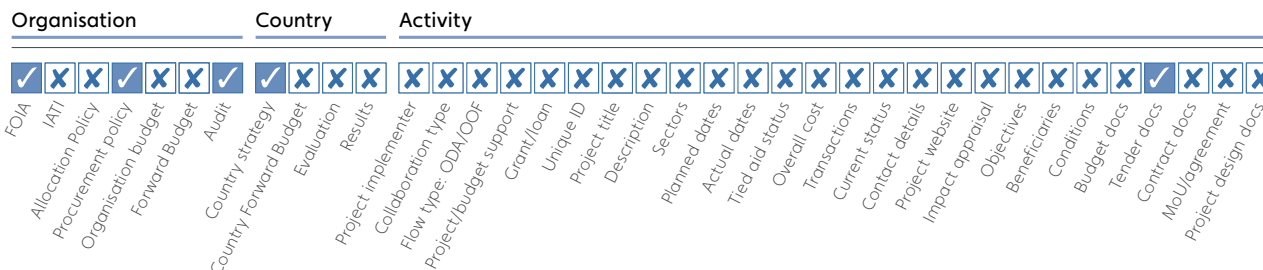 Organisation
Country
Activity
✓ ✗ ✗ ✓ ✗ ✗ ✓ ✓ ✗ ✗ ✗ ✗ ✗ ✗ ✗ ✗ ✗ ✗ ✗ ✗ ✗ ✗ ✗ ✗ ✗ ✗ ✗ ✗ ✗ ✗ ✗ ✗ ✗ ✓ ✗ ✗ ✗
FOIA
IATI
Allocation Policy
Procurement policy
Organisation budget
Forward Budget
Audit
Country strategy
Country Forward Budget
Evaluation
Results
Project implementer
Collaboration type
Flow type: ODA/OOF
Project/budget support
Grant/loan
Unique ID
Project title
Description
Sectors
Planned dates
Actual dates
Tied aid status
Overall cost
Transactions
Current status
Contact details
Project website
Impact appraisal
Objectives
Beneficiaries
Conditions
Budget docs
Tender docs
Contract docs
MoU/agreement
Project design docs